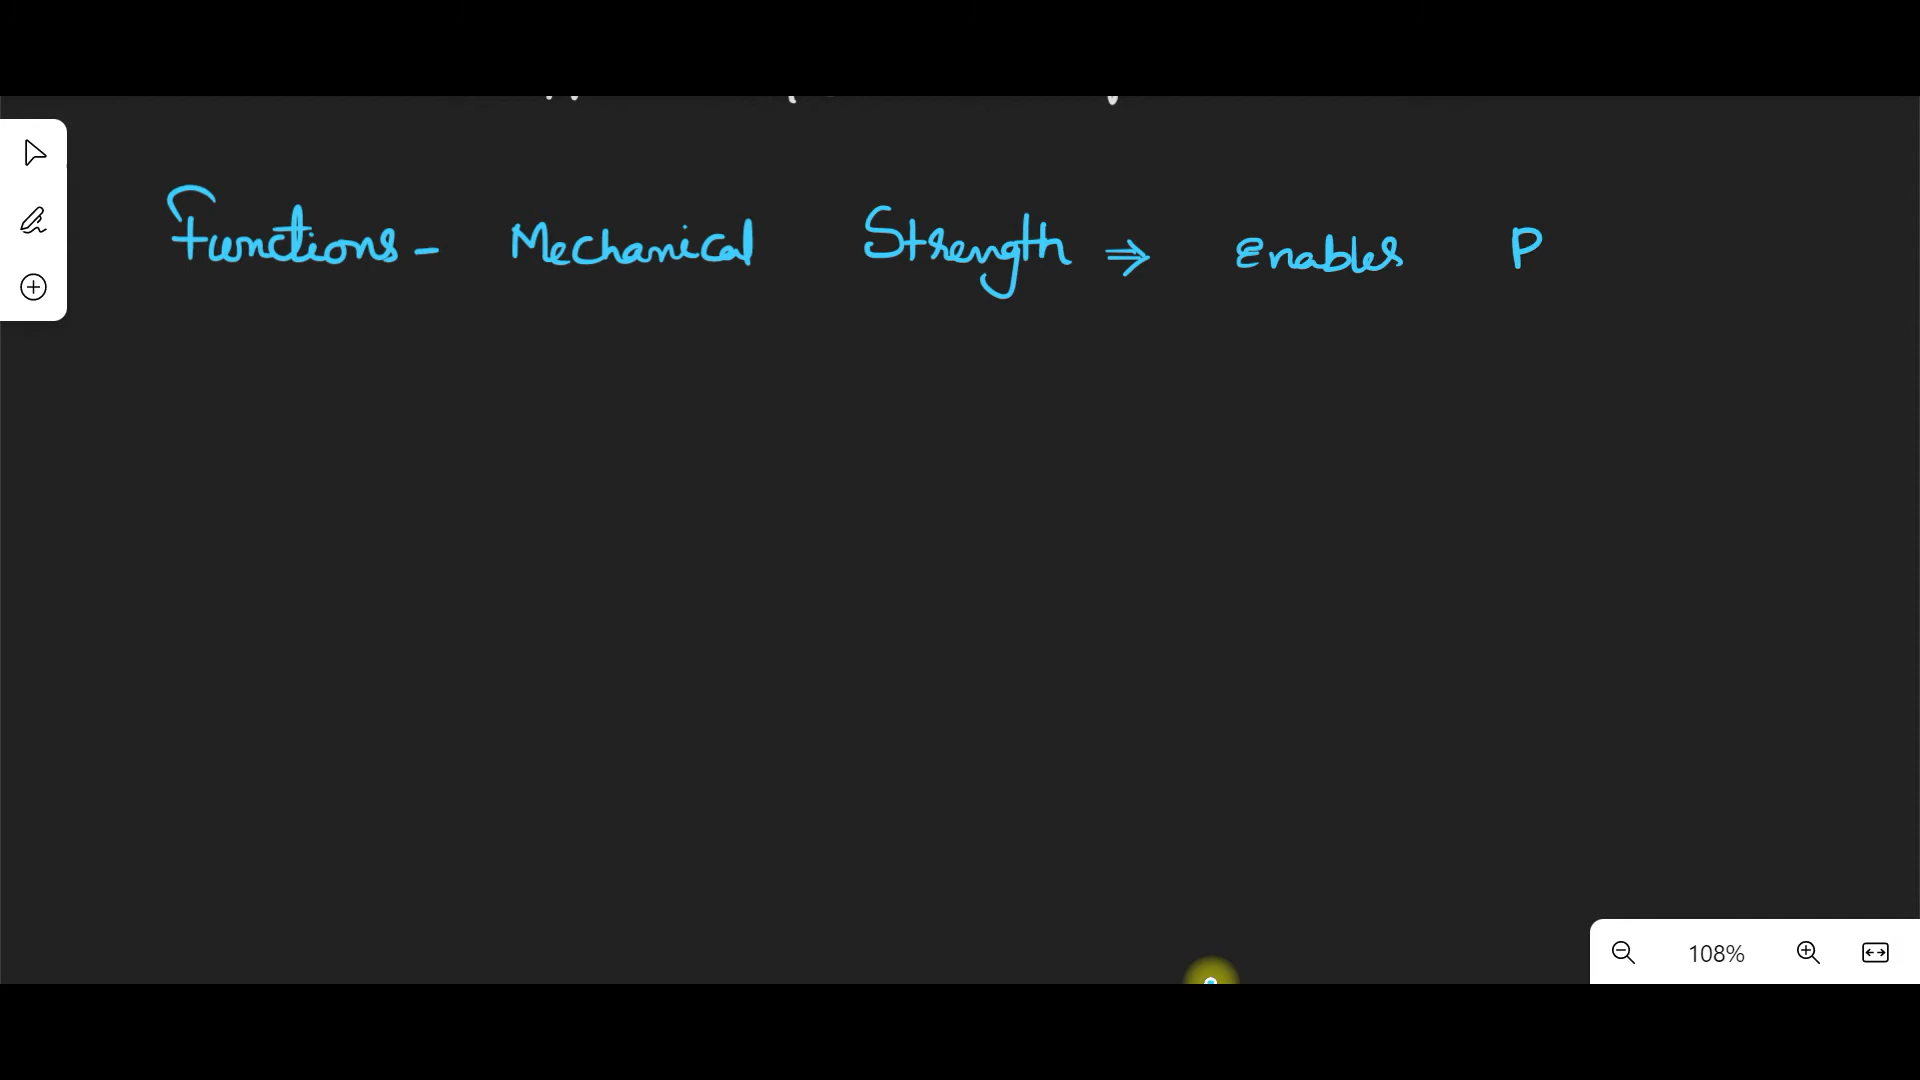 Functions - Mechanical Strength ⇒ Enables P
108%